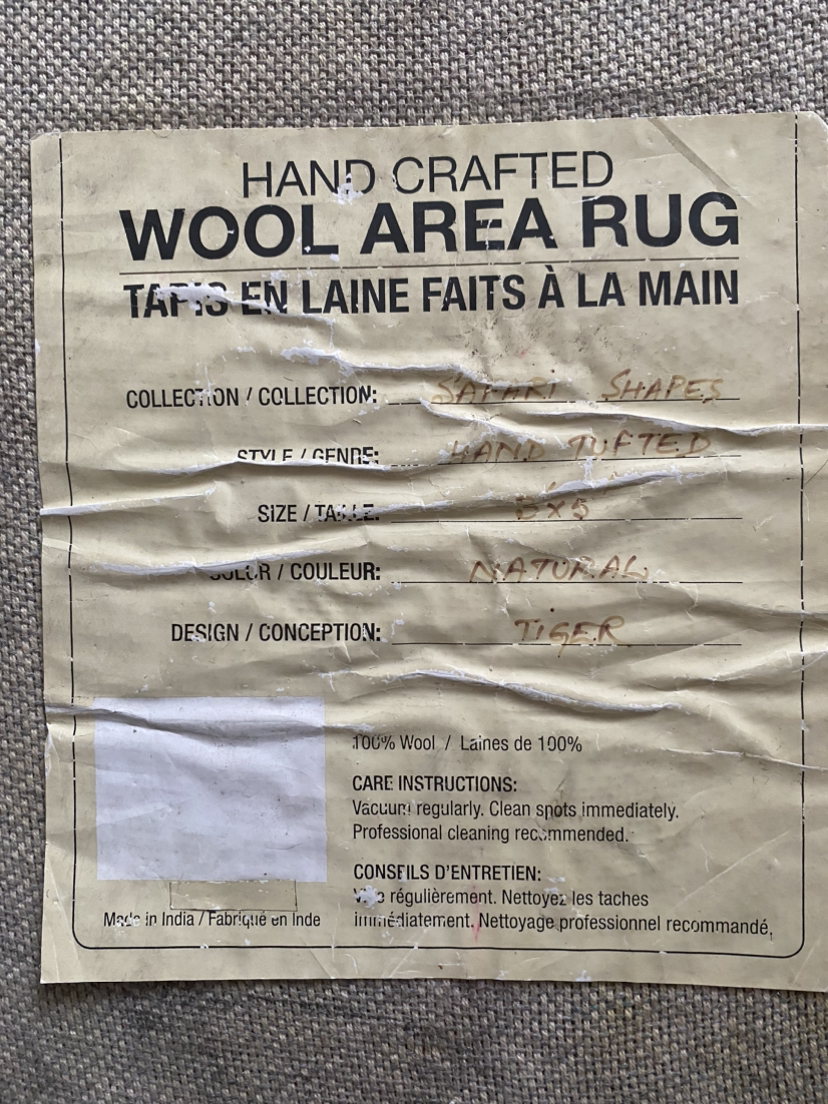 HAND CRAFTED
WOOL AREA RUG
TAPIS EN LAINE FAITS À LA MAIN
COLLECTION / COLLECTION: SAFARI SHAPES
STYLE / GENRE: HAND TUFTED
SIZE / TAILLE:
COLOR / COULEUR: NATURAL
DESIGN / CONCEPTION: TIGER
100% Wool / Laines de 100%
CARE INSTRUCTIONS:
Vacuum regularly. Clean spots immediately.
Professional cleaning recommended.
CONSEILS D'ENTRETIEN:
régulièrement. Nettoyez les taches
immédiatement. Nettoyage professionnel recommandé.
Made in India / Fabriqué en Inde